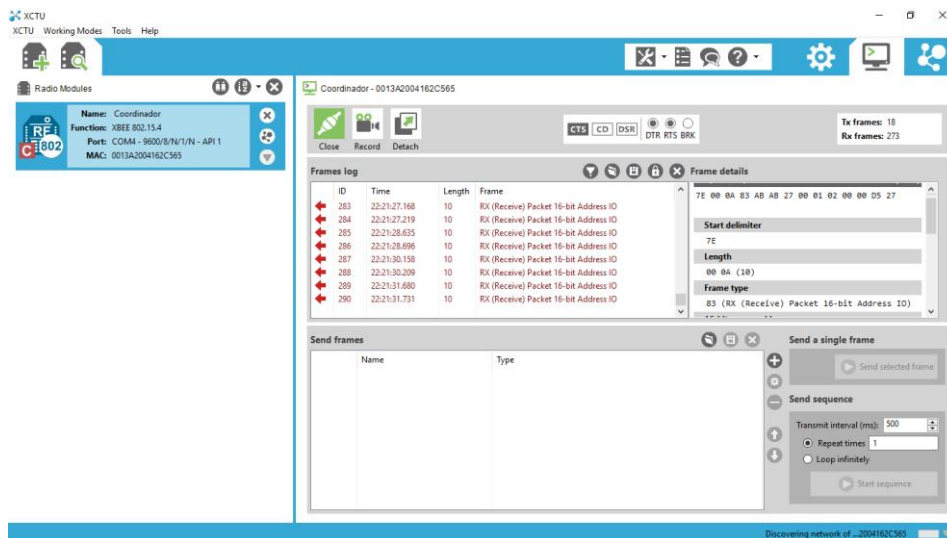 XCTU
XCTU Working Modes Tools Help
Radio Modules
Name: Coordinador
Function: XBEE 802.15.4
Port: COM4 - 9600/8/N/1/N - API 1
MAC: 0013A2004162C565
RF
C 802
Coordinador - 0013A2004162C565
Close Record Detach
CTS CD DSR DTR RTS BRK
Tx frames: 18
Rx frames: 273
Frames log
ID Time Length Frame
283 22:21:27.168 10 RX (Receive) Packet 16-bit Address IO
284 22:21:27.219 10 RX (Receive) Packet 16-bit Address IO
285 22:21:28.635 10 RX (Receive) Packet 16-bit Address IO
286 22:21:28.696 10 RX (Receive) Packet 16-bit Address IO
287 22:21:30.158 10 RX (Receive) Packet 16-bit Address IO
288 22:21:30.209 10 RX (Receive) Packet 16-bit Address IO
289 22:21:31.680 10 RX (Receive) Packet 16-bit Address IO
290 22:21:31.731 10 RX (Receive) Packet 16-bit Address IO
Frame details
7E 00 0A 83 AB AB 27 00 01 02 00 00 D5 27
Start delimiter
7E
Length
00 0A (10)
Frame type
83 (RX (Receive) Packet 16-bit Address IO)
Send frames
Name Type
Send a single frame
Send selected frame
Send sequence
Transmit interval (ms): 500
Repeat times 1
Loop infinitely
Start sequence
Discovering network of ...2004162C565